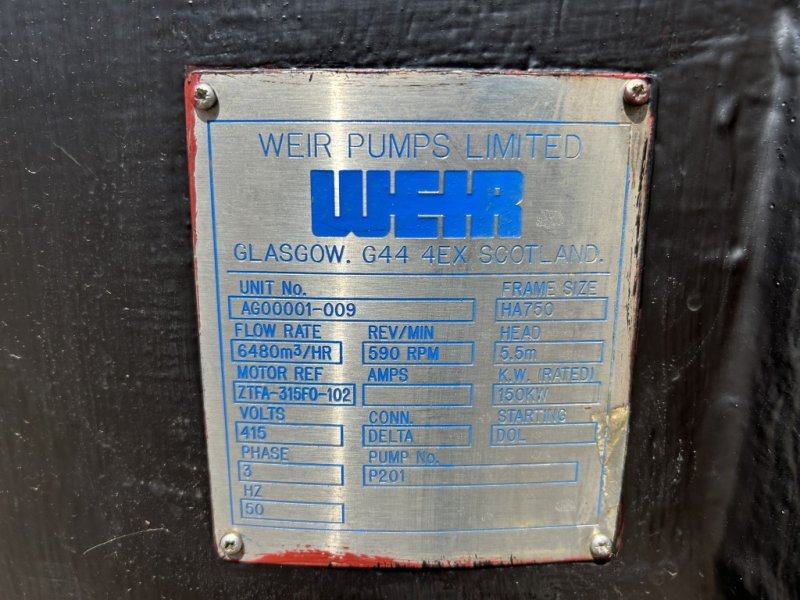 WEIR PUMPS LIMITED
WEIR
GLASGOW. G44 4EX SCOTLAND.
UNIT No. FRAME SIZE
AG00001-009 HA750
FLOW RATE REV/MIN HEAD
6480m³/HR 590 RPM 5.5m
MOTOR REF AMPS K.W. (RATED)
ZTFA-315F0-102 150KW
VOLTS CONN. STARTING
415 DELTA DOL
PHASE PUMP No.
3 P201
HZ
50